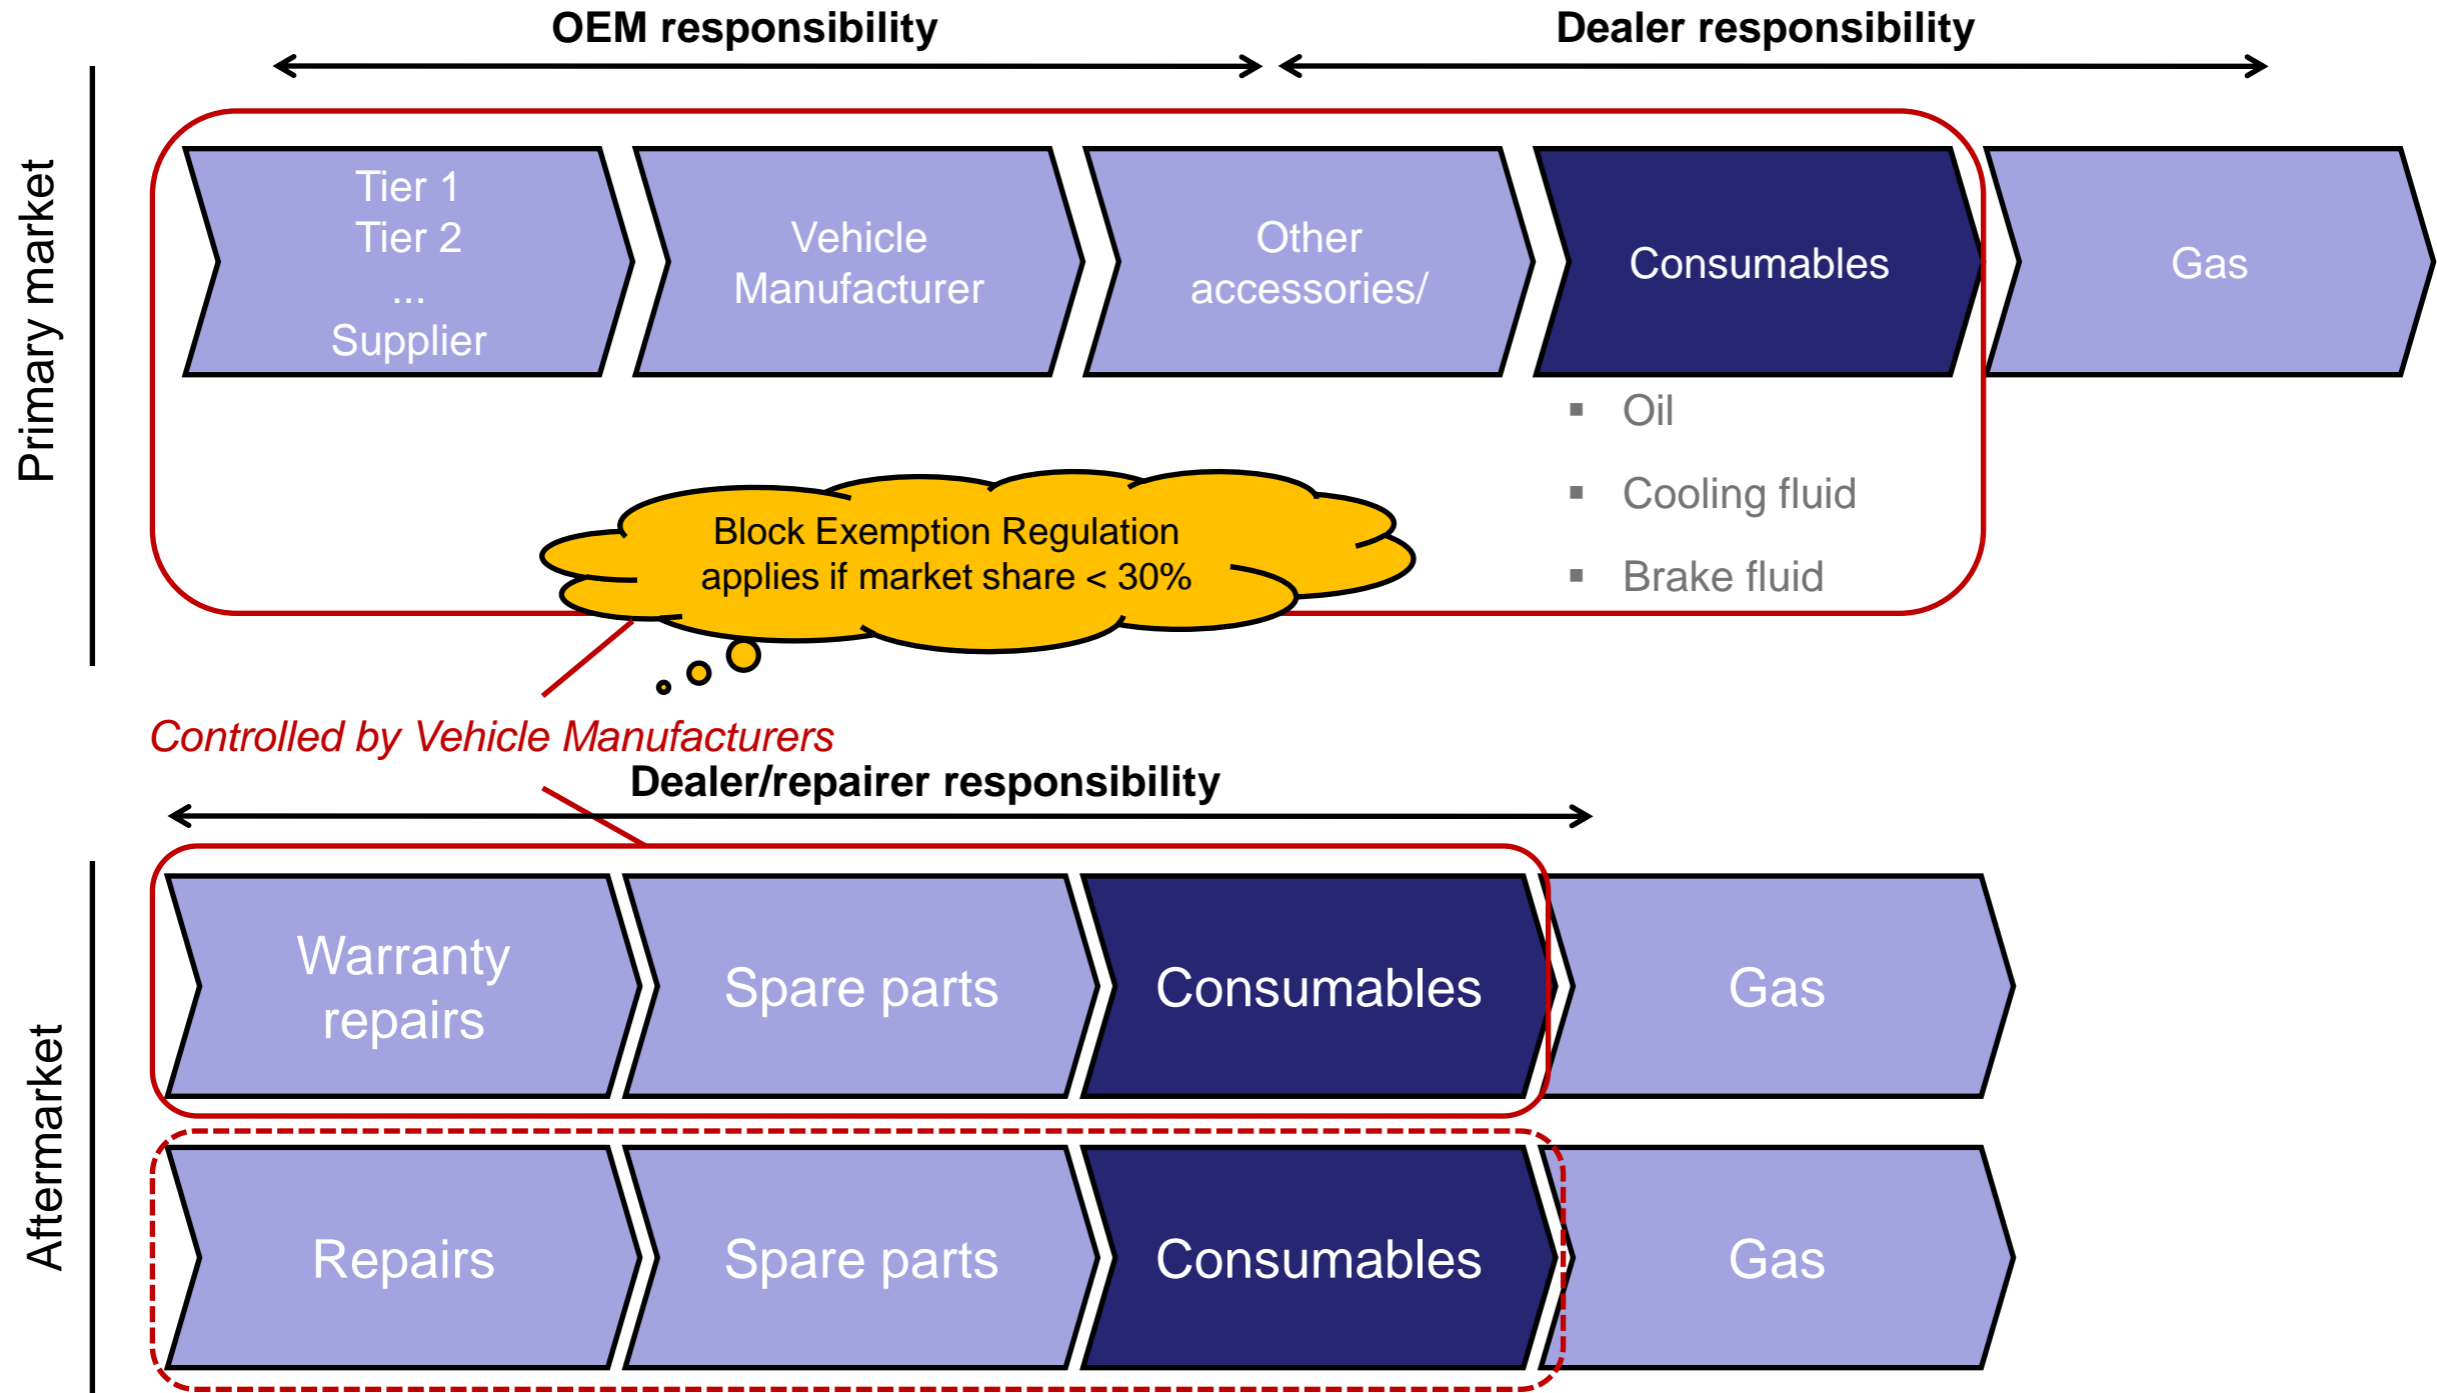 OEM responsibility
Dealer responsibility
Primary market
Tier 1
Tier 2
...
Supplier
Vehicle
Manufacturer
Other
accessories/
Consumables
Gas
▪ Oil
▪ Cooling fluid
▪ Brake fluid
Block Exemption Regulation
applies if market share < 30%
Controlled by Vehicle Manufacturers
Dealer/repairer responsibility
Aftermarket
Warranty
repairs
Spare parts
Consumables
Gas
Repairs
Spare parts
Consumables
Gas